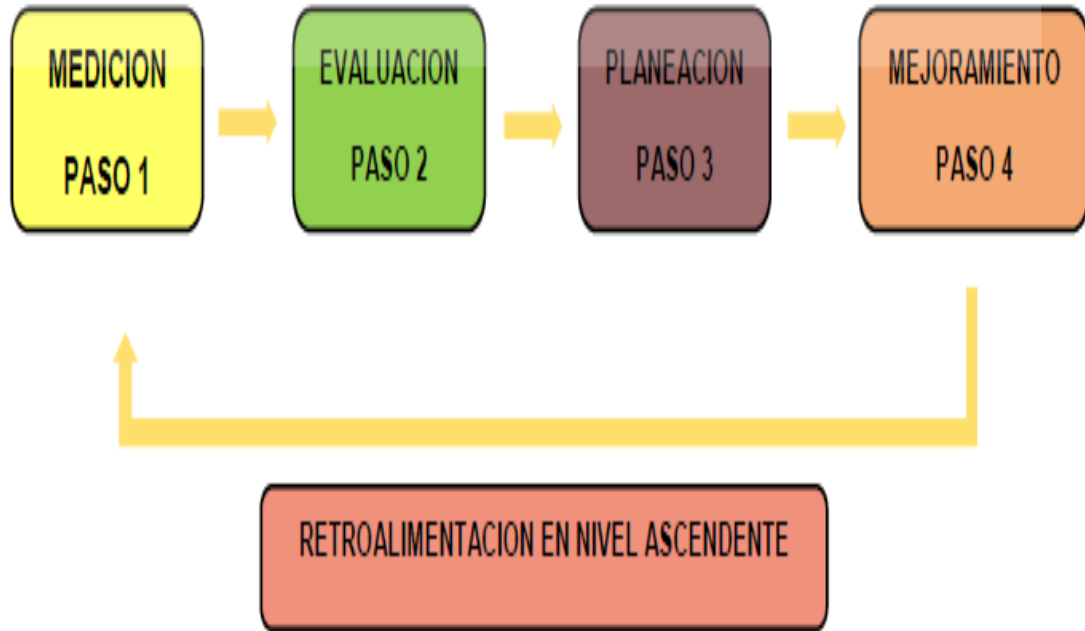 MEDICION
PASO 1
EVALUACION
PASO 2
PLANEACION
PASO 3
MEJORAMIENTO
PASO 4
RETROALIMENTACION EN NIVEL ASCENDENTE